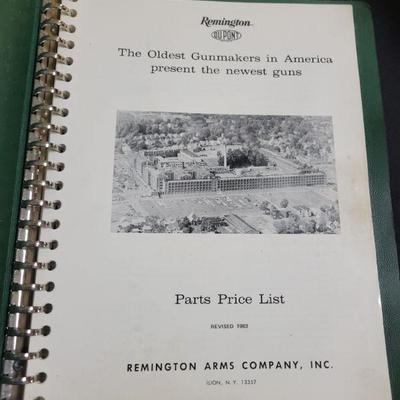 Remington
DU PONT
The Oldest Gunmakers in America
present the newest guns
Parts Price List
REVISED 1963
REMINGTON ARMS COMPANY, INC.
ILION, N. Y. 13357